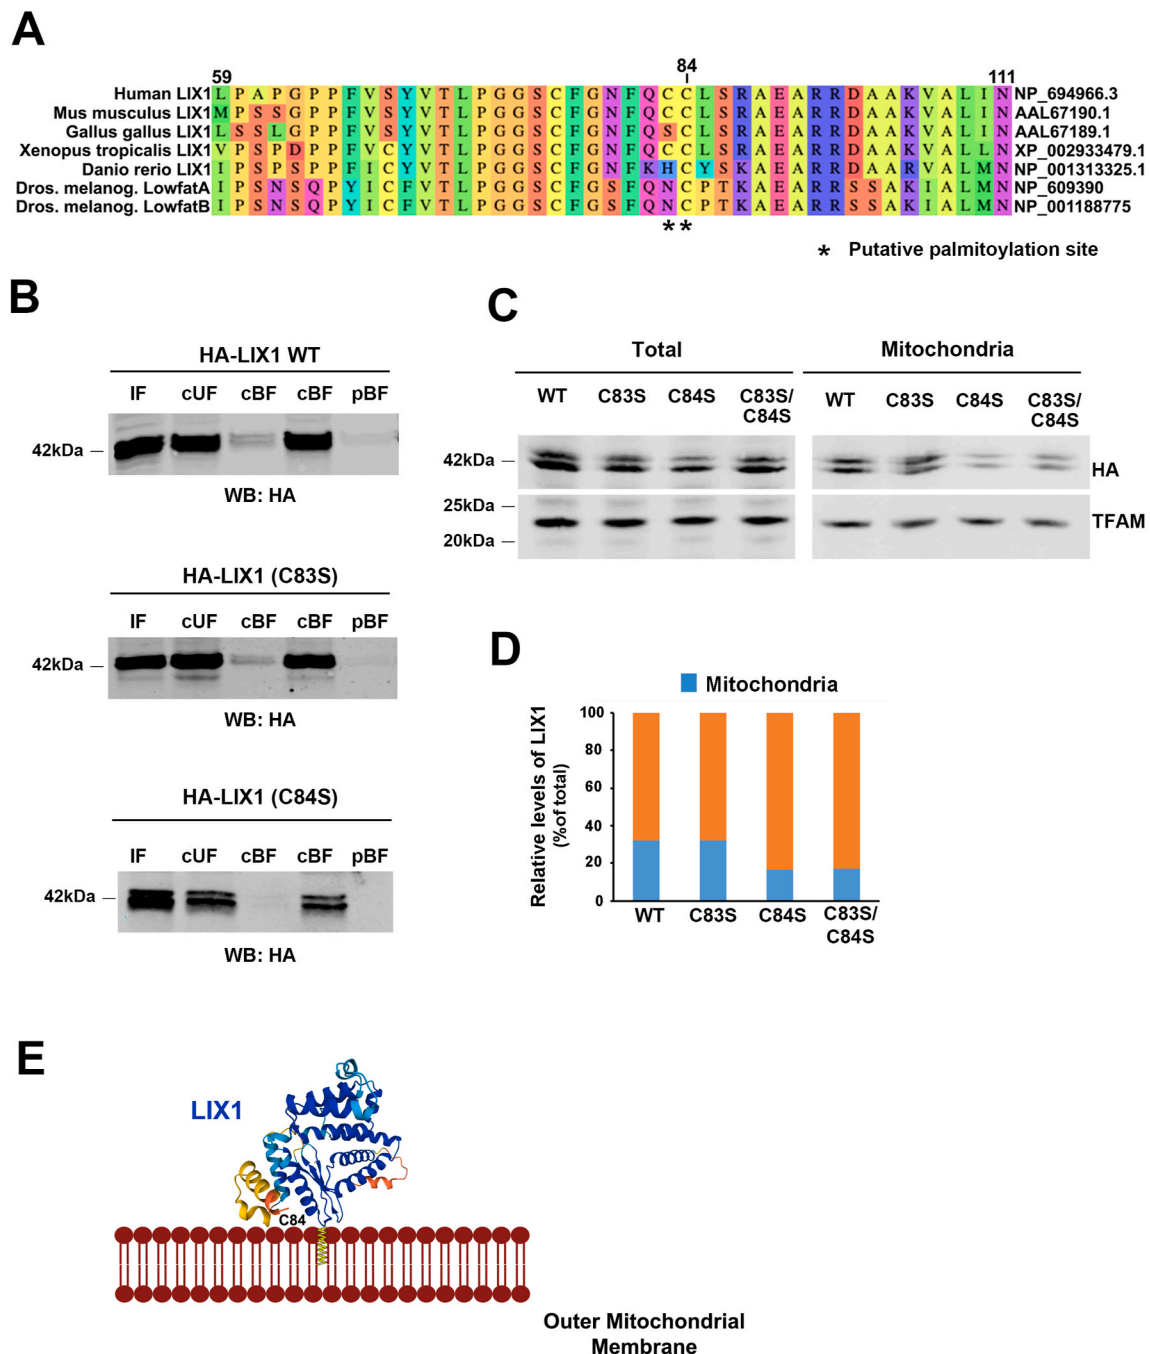 A
59 84 111
Human LIX1 L P A P G P P F V S Y V T L P G G S C F G N F Q C C L S R A E A R R D A A K V A L I N NP_694966.3
Mus musculus LIX1 M P S S G P P F V S Y V T L P G G S C F G N F Q C C L S R A E A R R D A A K V A L I N AAL67190.1
Gallus gallus LIX1 L S S L G P P F V S Y V T L P G G S C F G N F Q S C L S R A E A R R D A A K V A L I N AAL67189.1
Xenopus tropicalis LIX1 V P S P D P P F V C Y V T L P G G S C F G N F Q C C L S R A E A R R D A A K V A L L N XP_002933479.1
Danio rerio LIX1 I P S P S P P F I C Y V T L P G G S C F G N F K H C Y S R A E A R R D A A R V A L M N NP_001313325.1
Dros. melanog. LowfatA I P S N S Q P Y I C F V T L P G G S C F G S F Q N C P T K A E A R R S S A K I A L M N NP_609390
Dros. melanog. LowfatB I P S N S Q P Y I C F V T L P G G S C F G S F Q N C P T K A E A R R S S A K I A L M N NP_001188775
* *
* Putative palmitoylation site
B
HA-LIX1 WT
IF cUF cBF cBF pBF
42kDa
WB: HA
HA-LIX1 (C83S)
IF cUF cBF cBF pBF
42kDa
WB: HA
HA-LIX1 (C84S)
IF cUF cBF cBF pBF
42kDa
WB: HA
C
Total Mitochondria
WT C83S C84S C83S/
C84S
WT C83S C84S C83S/
C84S
42kDa HA
25kDa
TFAM
20kDa
D
Mitochondria
Relative levels of LIX1
(%of total)
100
80
60
40
20
0
WT C83S C84S C83S/
C84S
E
LIX1
C84
Outer Mitochondrial
Membrane